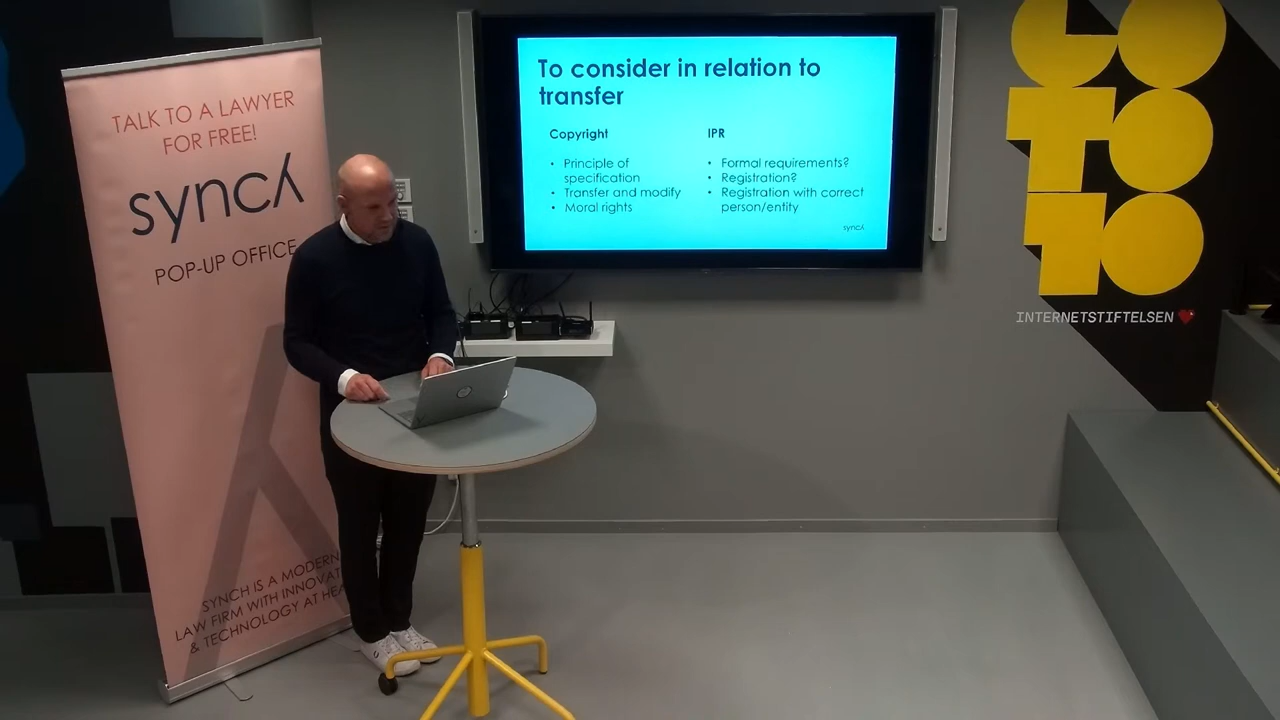 TALK TO A LAWYER
FOR FREE!
synch
POP-UP OFFICE
SYNCH IS A MODERN
LAW FIRM WITH
& TECHNOLOGY AT
To consider in relation to
transfer
Copyright
• Principle of
specification
• Transfer and modify
• Moral rights
IPR
• Formal requirements?
• Registration?
• Registration with correct
person/entity
synch
INTERNETSTIFTELSEN